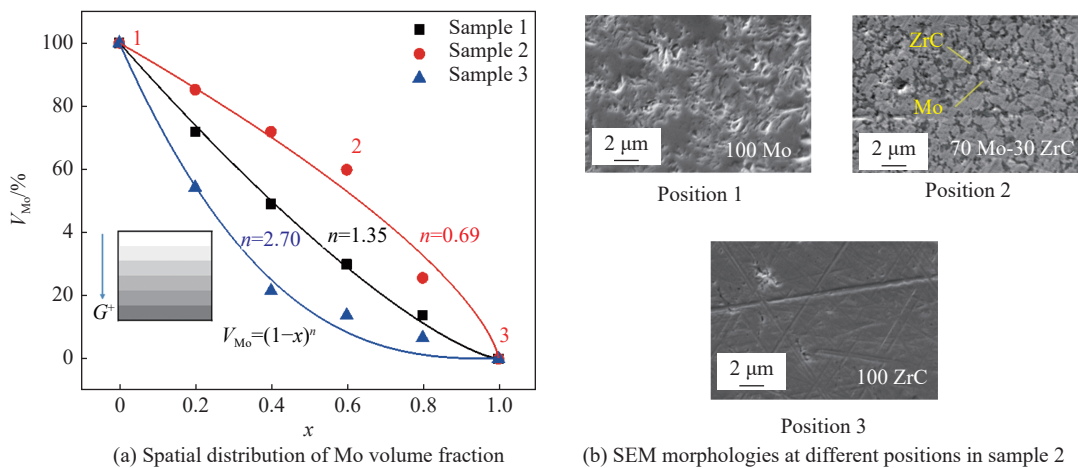 100
80
60
40
20
0
V_Mo/%
1
2
3
Sample 1
Sample 2
Sample 3
n=2.70
n=1.35
n=0.69
G⁺
V_Mo=(1−x)ⁿ
0
0.2
0.4
0.6
0.8
1.0
x
(a) Spatial distribution of Mo volume fraction
2 μm
100 Mo
Position 1
ZrC
Mo
2 μm
70 Mo-30 ZrC
Position 2
2 μm
100 ZrC
Position 3
(b) SEM morphologies at different positions in sample 2